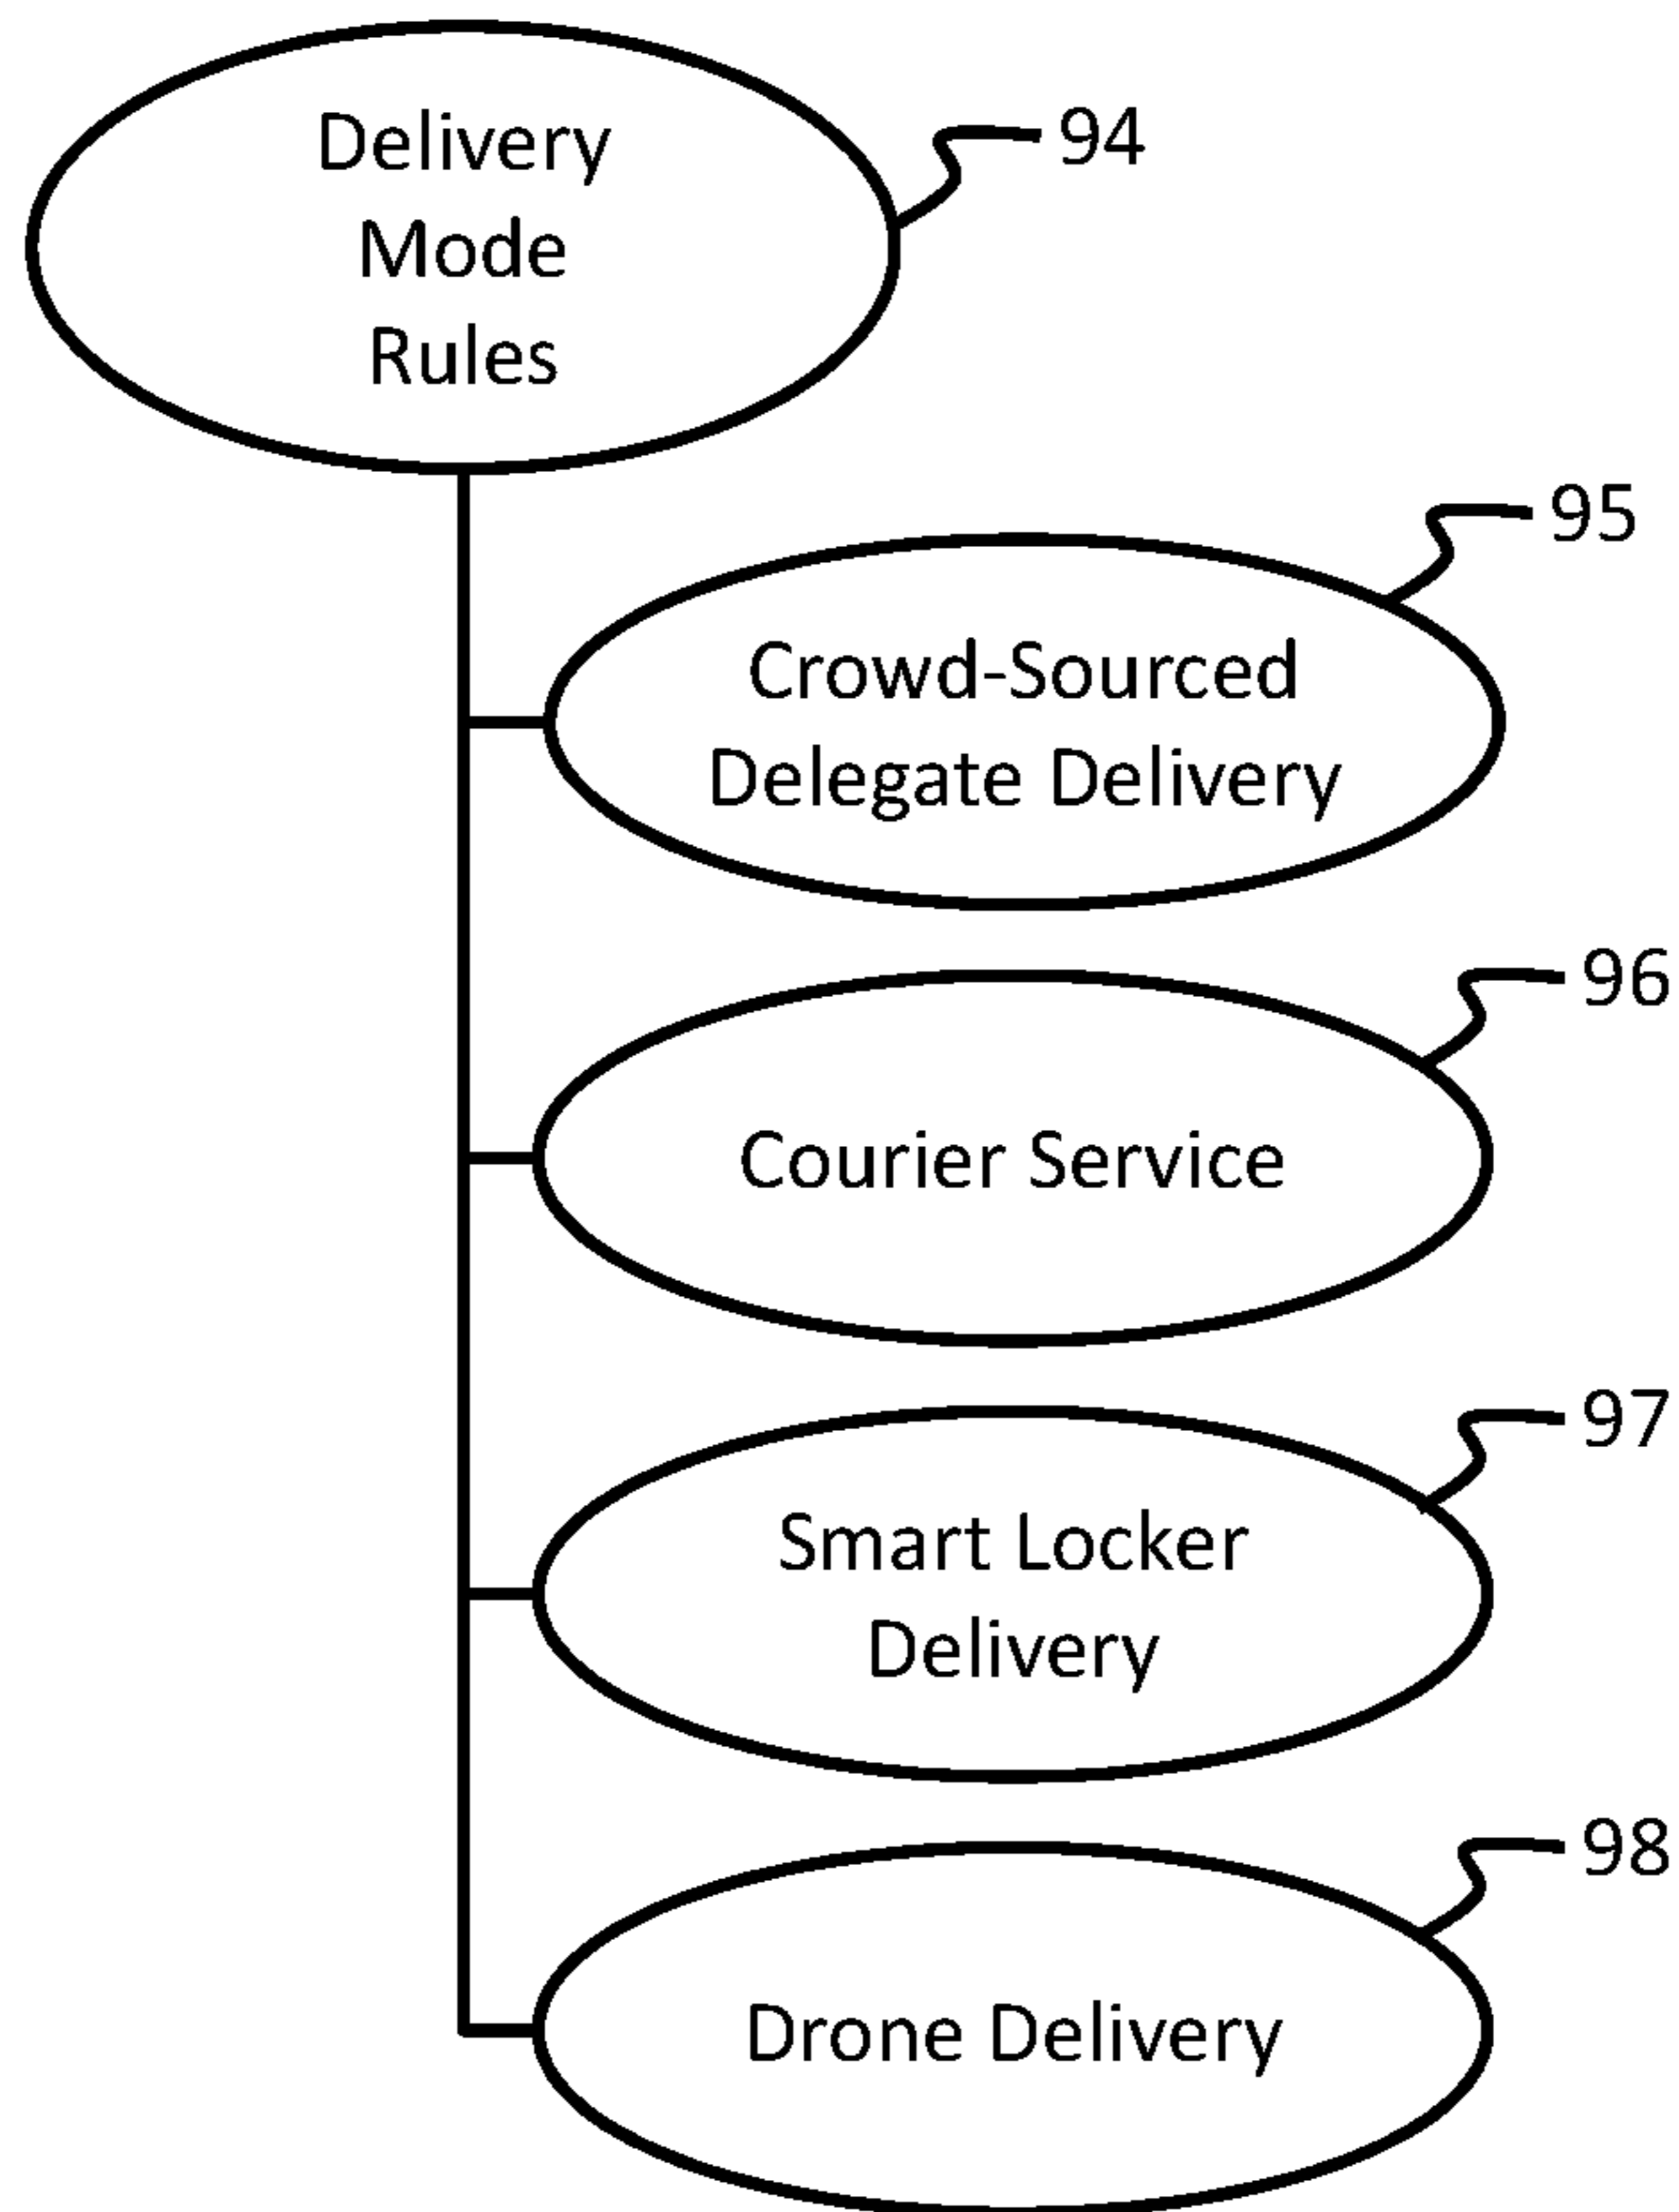 Delivery
Mode
Rules
94
95
Crowd-Sourced
Delegate Delivery
96
Courier Service
97
Smart Locker
Delivery
98
Drone Delivery